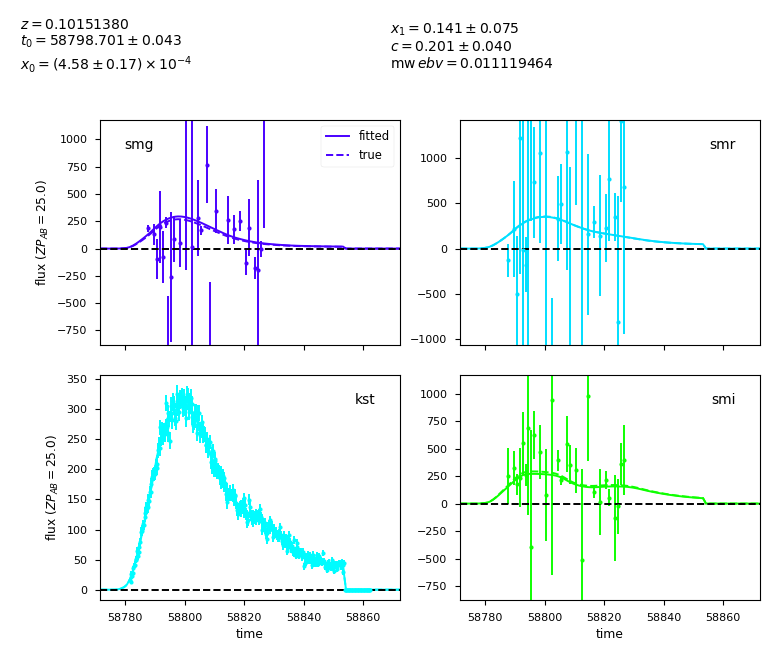 z = 0.10151380
t0 = 58798.701 ± 0.043
x0 = (4.58 ± 0.17) × 10⁻⁴
x1 = 0.141 ± 0.075
c = 0.201 ± 0.040
mwebv = 0.011119464
1000
750
500
250
0
−250
−500
−750
flux (ZP_AB = 25.0)
smg
fitted
true
1000
500
0
−500
−1000
smr
350
300
250
200
150
100
50
0
flux (ZP_AB = 25.0)
kst
58780 58800 58820 58840 58860
time
1000
750
500
250
0
−250
−500
−750
smi
58780 58800 58820 58840 58860
time